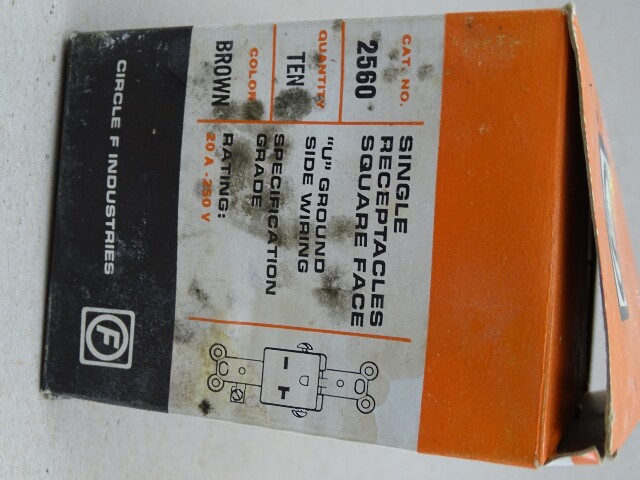 CAT. NO.
2560
QUANTITY
TEN
COLOR
BROWN
SINGLE
RECEPTACLES
SQUARE FACE
"U" GROUND
SIDE WIRING
SPECIFICATION
GRADE
RATING:
20 A - 250 V
F
CIRCLE F INDUSTRIES